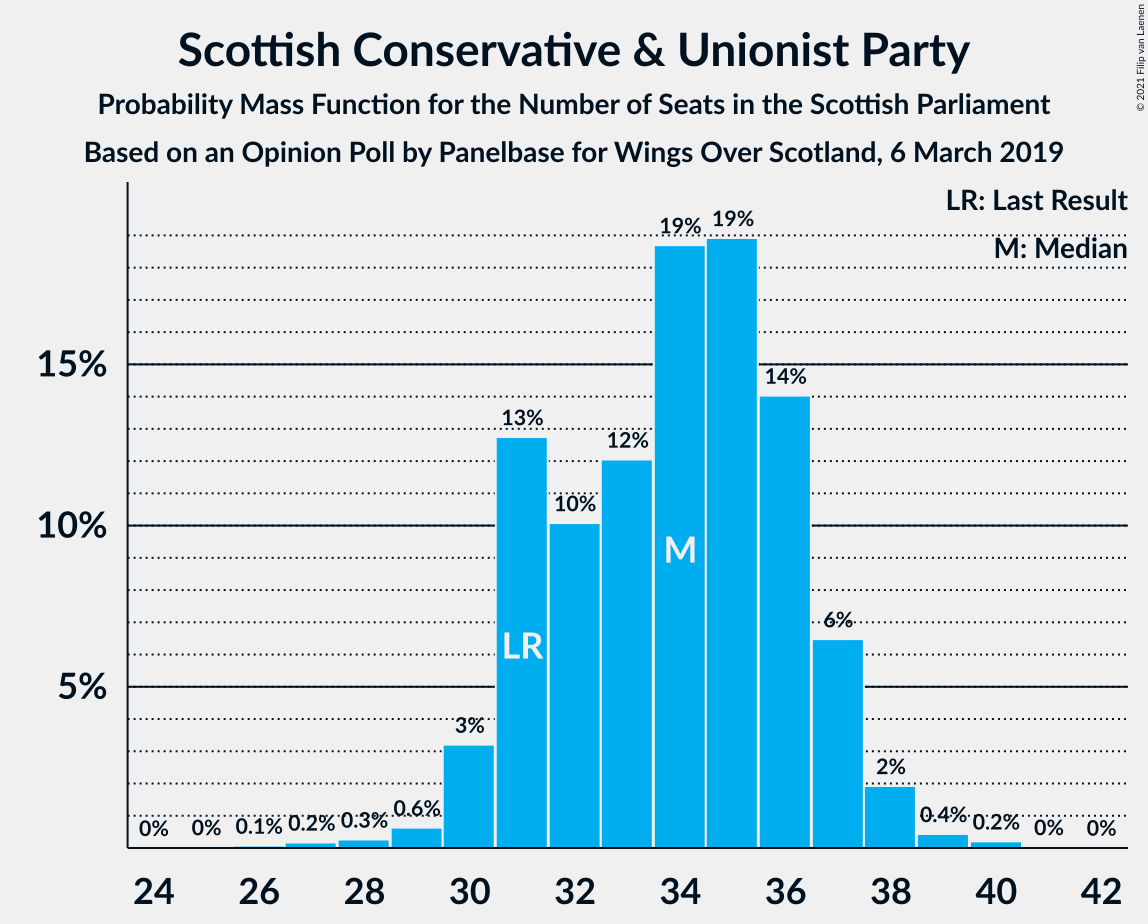 Scottish Conservative & Unionist Party
Probability Mass Function for the Number of Seats in the Scottish Parliament
Based on an Opinion Poll by Panelbase for Wings Over Scotland, 6 March 2019
© 2021 Filip van Laenen
LR: Last Result
M: Median
15%
10%
5%
0% 0% 0.1% 0.2% 0.3% 0.6% 3% 13% 10% 12% 19% 19% 14% 6% 2% 0.4% 0.2% 0% 0%
LR
M
24 26 28 30 32 34 36 38 40 42